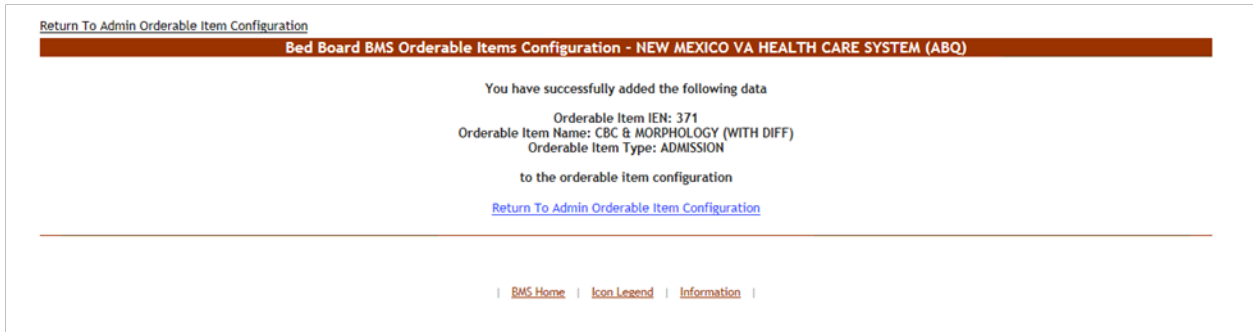 Return To Admin Orderable Item Configuration
Bed Board BMS Orderable Items Configuration - NEW MEXICO VA HEALTH CARE SYSTEM (ABQ)
You have successfully added the following data
Orderable Item IEN: 371
Orderable Item Name: CBC & MORPHOLOGY (WITH DIFF)
Orderable Item Type: ADMISSION
to the orderable item configuration
Return To Admin Orderable Item Configuration
| BMS Home | Icon Legend | Information |